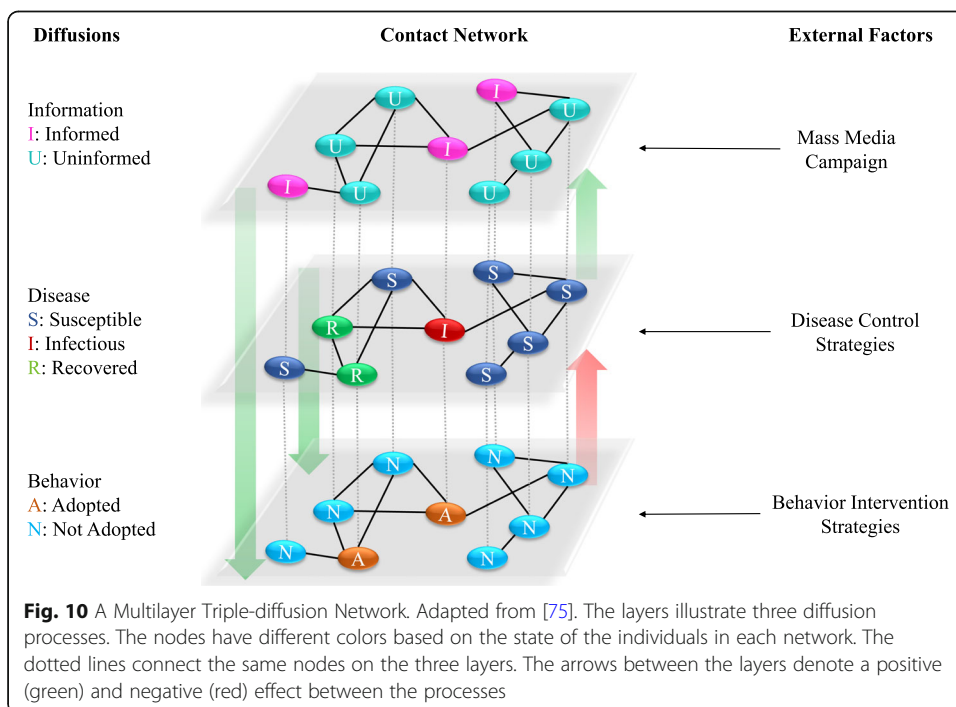 Diffusions Contact Network External Factors
Information
I: Informed
U: Uninformed
U I
U
U I
U
I U U
Mass Media
Campaign
Disease
S: Susceptible
I: Infectious
R: Recovered
S S
S
R I
S
S R S
Disease Control
Strategies
Behavior
A: Adopted
N: Not Adopted
N N
N
N A
N
N A N
Behavior Intervention
Strategies
Fig. 10 A Multilayer Triple-diffusion Network. Adapted from [75]. The layers illustrate three diffusion
processes. The nodes have different colors based on the state of the individuals in each network. The
dotted lines connect the same nodes on the three layers. The arrows between the layers denote a positive
(green) and negative (red) effect between the processes